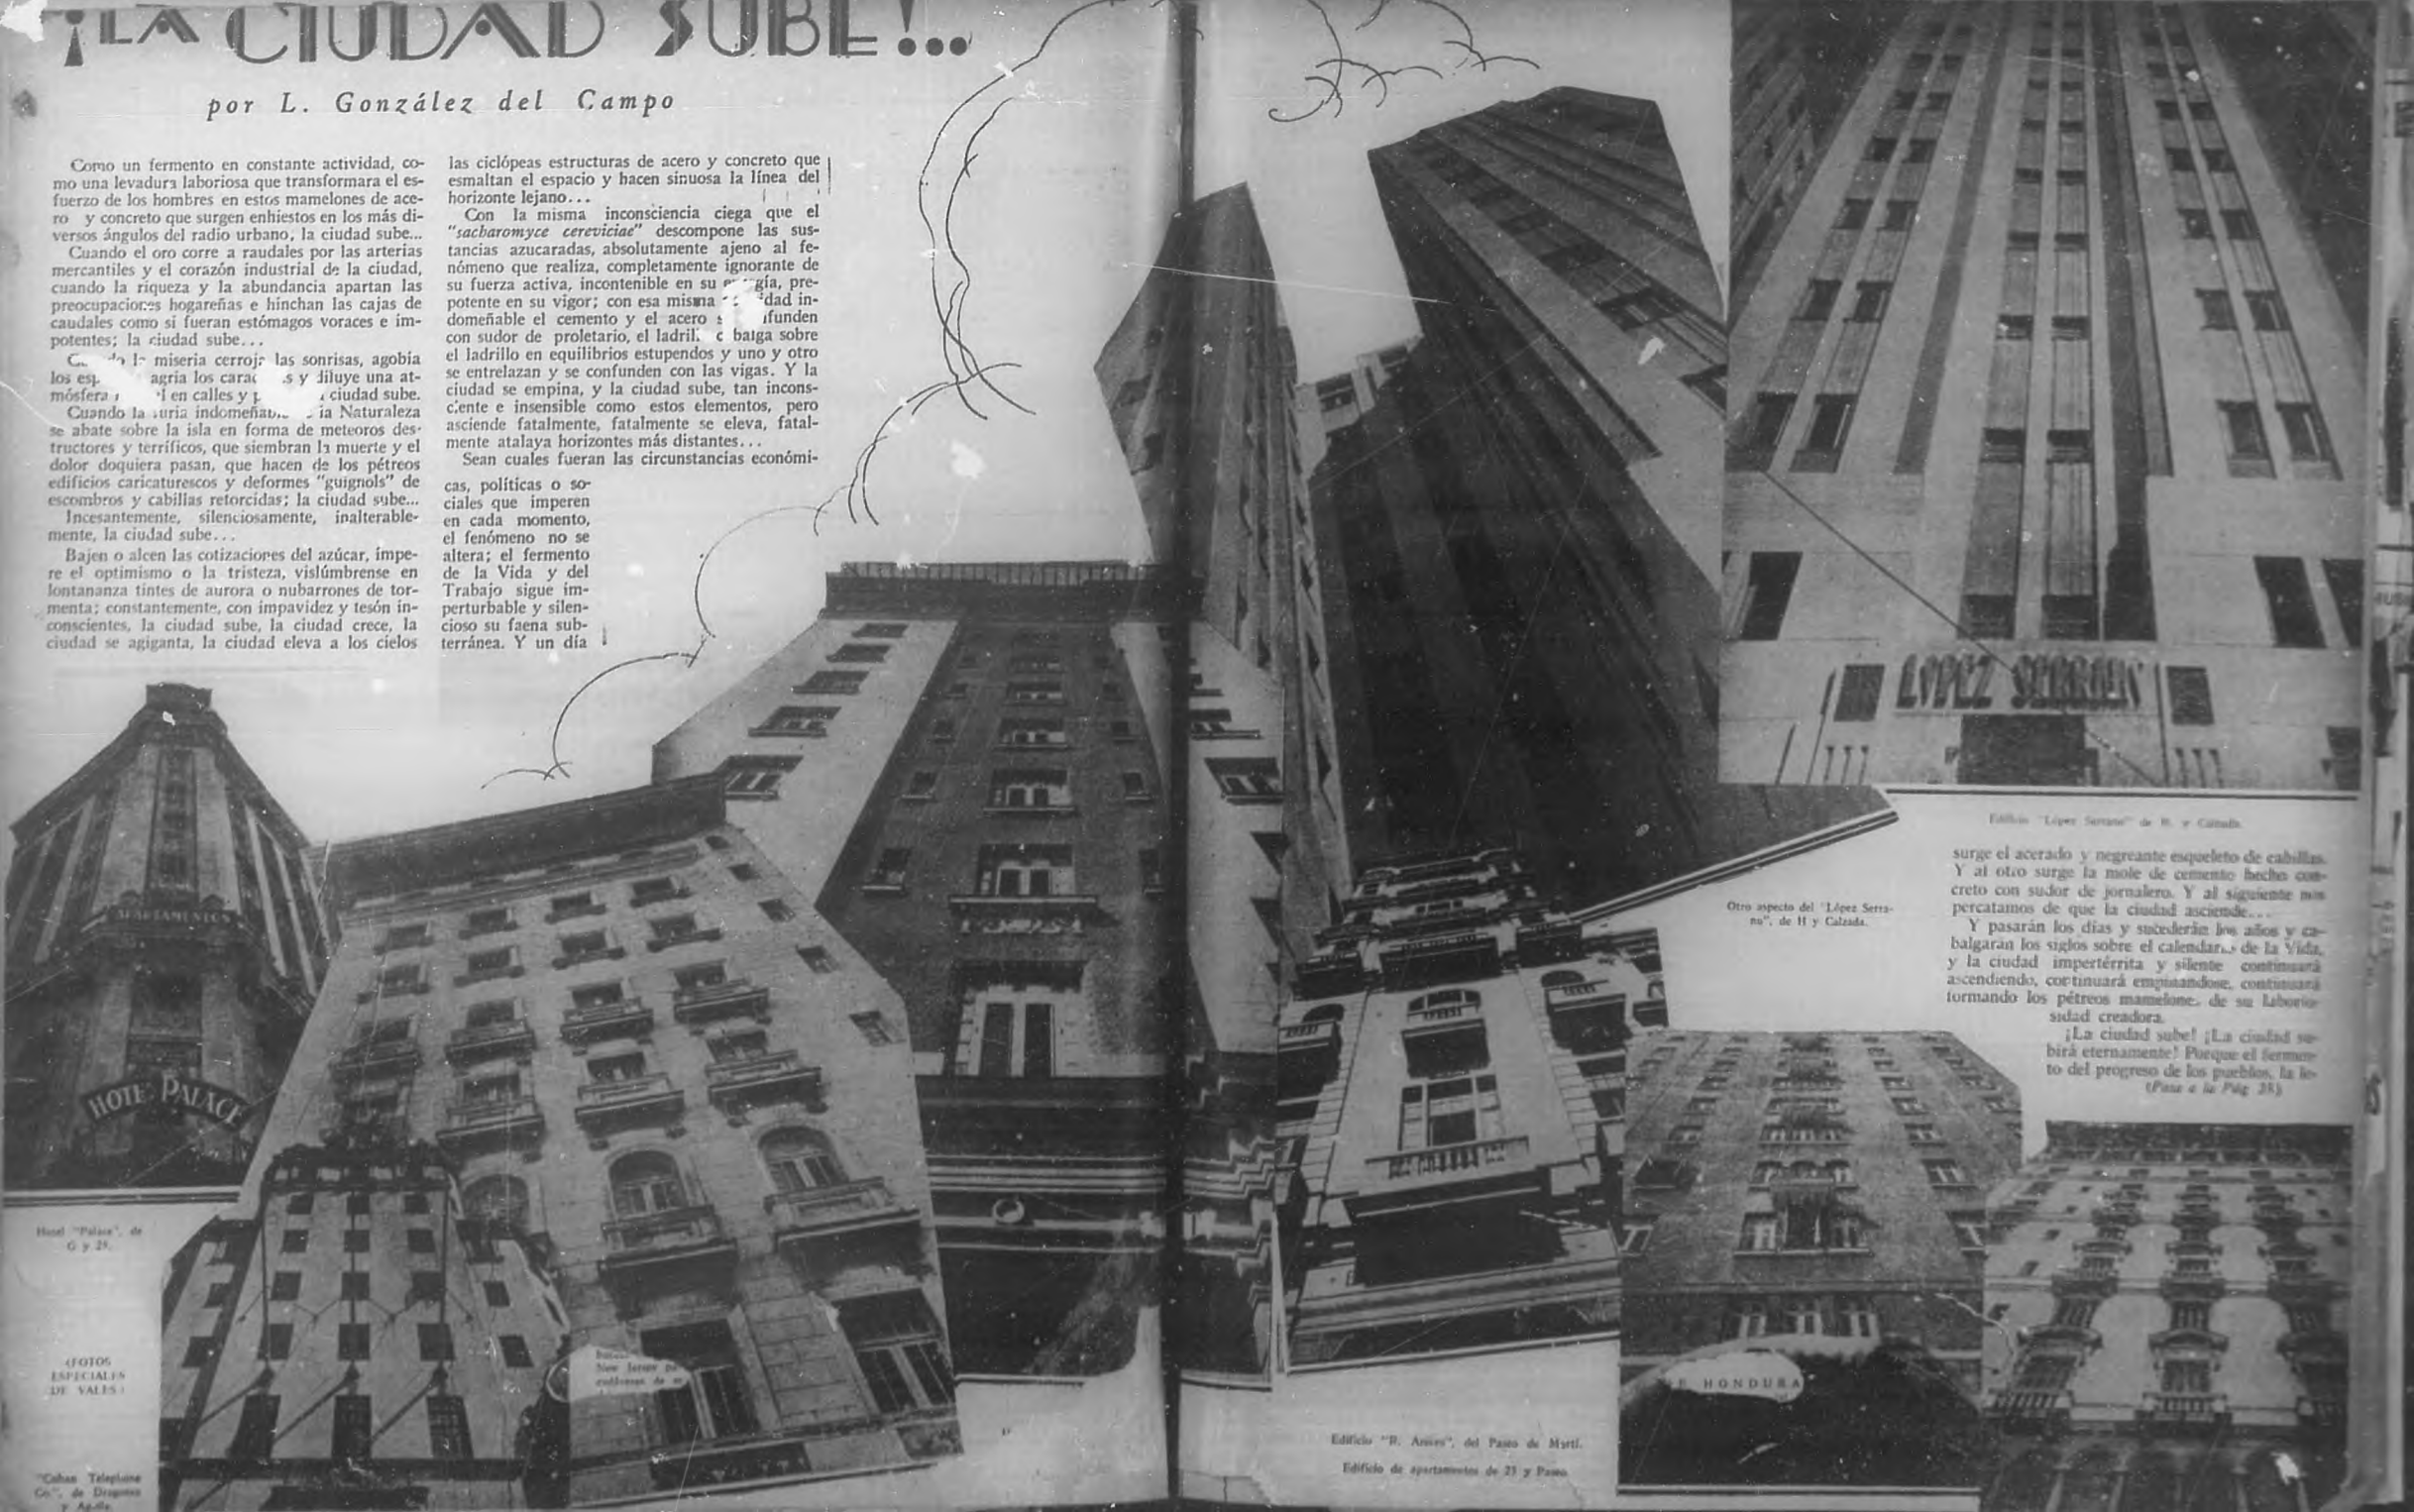 ¡LA CIUDAD SUBE!...
por L. González del Campo
Como un fermento en constante actividad, co-
mo una levadura laboriosa que transformara el es-
fuerzo de los hombres en estos mamelones de ace-
ro y concreto que surgen enhiestos en los más di-
versos ángulos del radio urbano, la ciudad sube...
Cuando el oro corre a raudales por las arterias
mercantiles y el corazón industrial de la ciudad,
cuando la riqueza y la abundancia apartan las
preocupaciones hogareñas e hinchan las cajas de
caudales como si fueran estómagos voraces e im-
potentes; la ciudad sube...
miseria cerroja las sonrisas, agobia
los agria los y diluye una at-
mósfera en calles y ciudad sube.
Cuando la furia indomeñable la Naturaleza
se abate sobre la isla en forma de meteoros des-
tructores y terríficos, que siembran la muerte y el
dolor doquiera pasan, que hacen de los pétreos
edificios caricaturescos y deformes "guignols" de
escombros y cabillas retorcidas; la ciudad sube...
Incesantemente, silenciosamente, inalterable-
mente, la ciudad sube...
Bajen o alcen las cotizaciones del azúcar, impe-
re el optimismo o la tristeza, vislúmbrense en
lontananza tintes de aurora o nubarrones de tor-
menta; constantemente, con impavidez y tesón in-
conscientes, la ciudad sube, la ciudad crece, la
ciudad se agiganta, la ciudad eleva a los cielos
las ciclópeas estructuras de acero y concreto que
esmaltan el espacio y hacen sinuosa la línea del
horizonte lejano...
Con la misma inconsciencia ciega que el
"sacharomyce cereviciae" descompone las sus-
tancias azucaradas, absolutamente ajeno al fe-
nómeno que realiza, completamente ignorante de
su fuerza activa, incontenible en su pre-
potente en su vigor; con esa misma in-
domeñable el cemento y el acero
con sudor de proletario, el sobre
el ladrillo en equilibrios estupendos y uno y otro
se entrelazan y se confunden con las vigas. Y la
ciudad se empina, y la ciudad sube, tan incons-
ciente e insensible como estos elementos, pero
asciende fatalmente, fatalmente se eleva, fatal-
mente atalaya horizontes más distantes...
Sean cuales fueran las circunstancias económi-
cas, políticas o so-
ciales que imperen
en cada momento,
el fenómeno no se
altera; el fermento
de la Vida y del
Trabajo sigue im-
perturbable y silen-
cioso su faena sub-
terránea. Y un día
surge el acerado y negreante esqueleto de cabillas.
Y al otro surge la mole de cemento hecho con-
creto con sudor de jornalero. Y al siguiente nos
percatamos de que la ciudad asciende...
Y pasarán los días y sucederán los años y ca-
balgarán los siglos sobre el calendario de la Vida,
y la ciudad impertérrita y silente continuará
ascendiendo, continuará empinandose, continuará
formando los pétreos mamelones de su laborio-
sidad creadora.
¡La ciudad sube! ¡La ciudad su-
birá eternamente! Porque el fermen-
to del progreso de los pueblos, la le-
(Pasa a la Pág
Edificio "López Serrano" de H. y Calzada.
LOPEZ SERRANO
Otro aspecto del "López Serra-
no", de H y Calzada.
APARTAMENTOS
HOTEL PALACE
Hotel "Palace", de
G y 25.
(FOTOS
ESPECIALES
DE VALES)
"Cuban Telephone
Co.", de Dragones
y Aguila.
New Jersey
HONDURA
Edificio "R. del Paseo de Martí.
Edificio de apartamentos de 23 y Paseo.